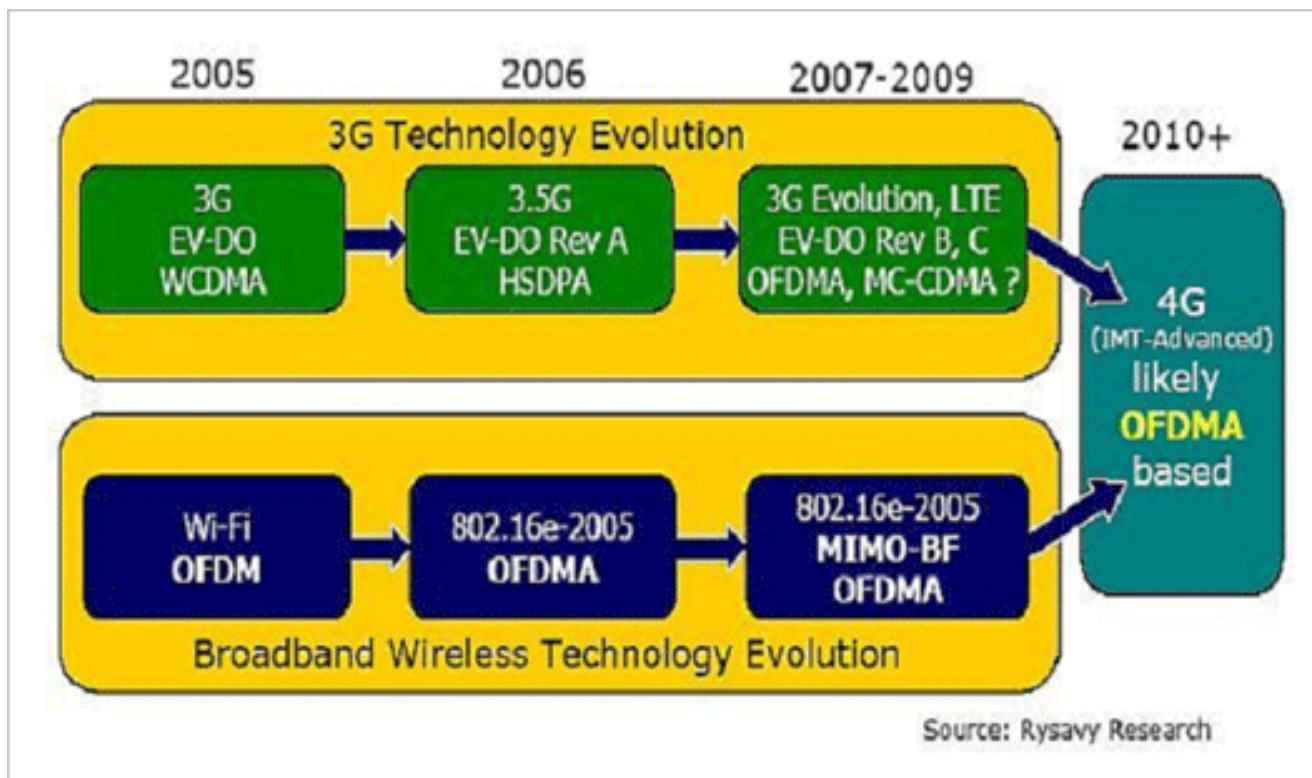 2005
2006
2007-2009
2010+
3G Technology Evolution
3G
EV-DO
WCDMA
3.5G
EV-DO Rev A
HSDPA
3G Evolution, LTE
EV-DO Rev B, C
OFDMA, MC-CDMA ?
4G
(IMT-Advanced)
likely
OFDMA
based
Wi-Fi
OFDM
802.16e-2005
OFDMA
802.16e-2005
MIMO-BF
OFDMA
Broadband Wireless Technology Evolution
Source: Rysavy Research